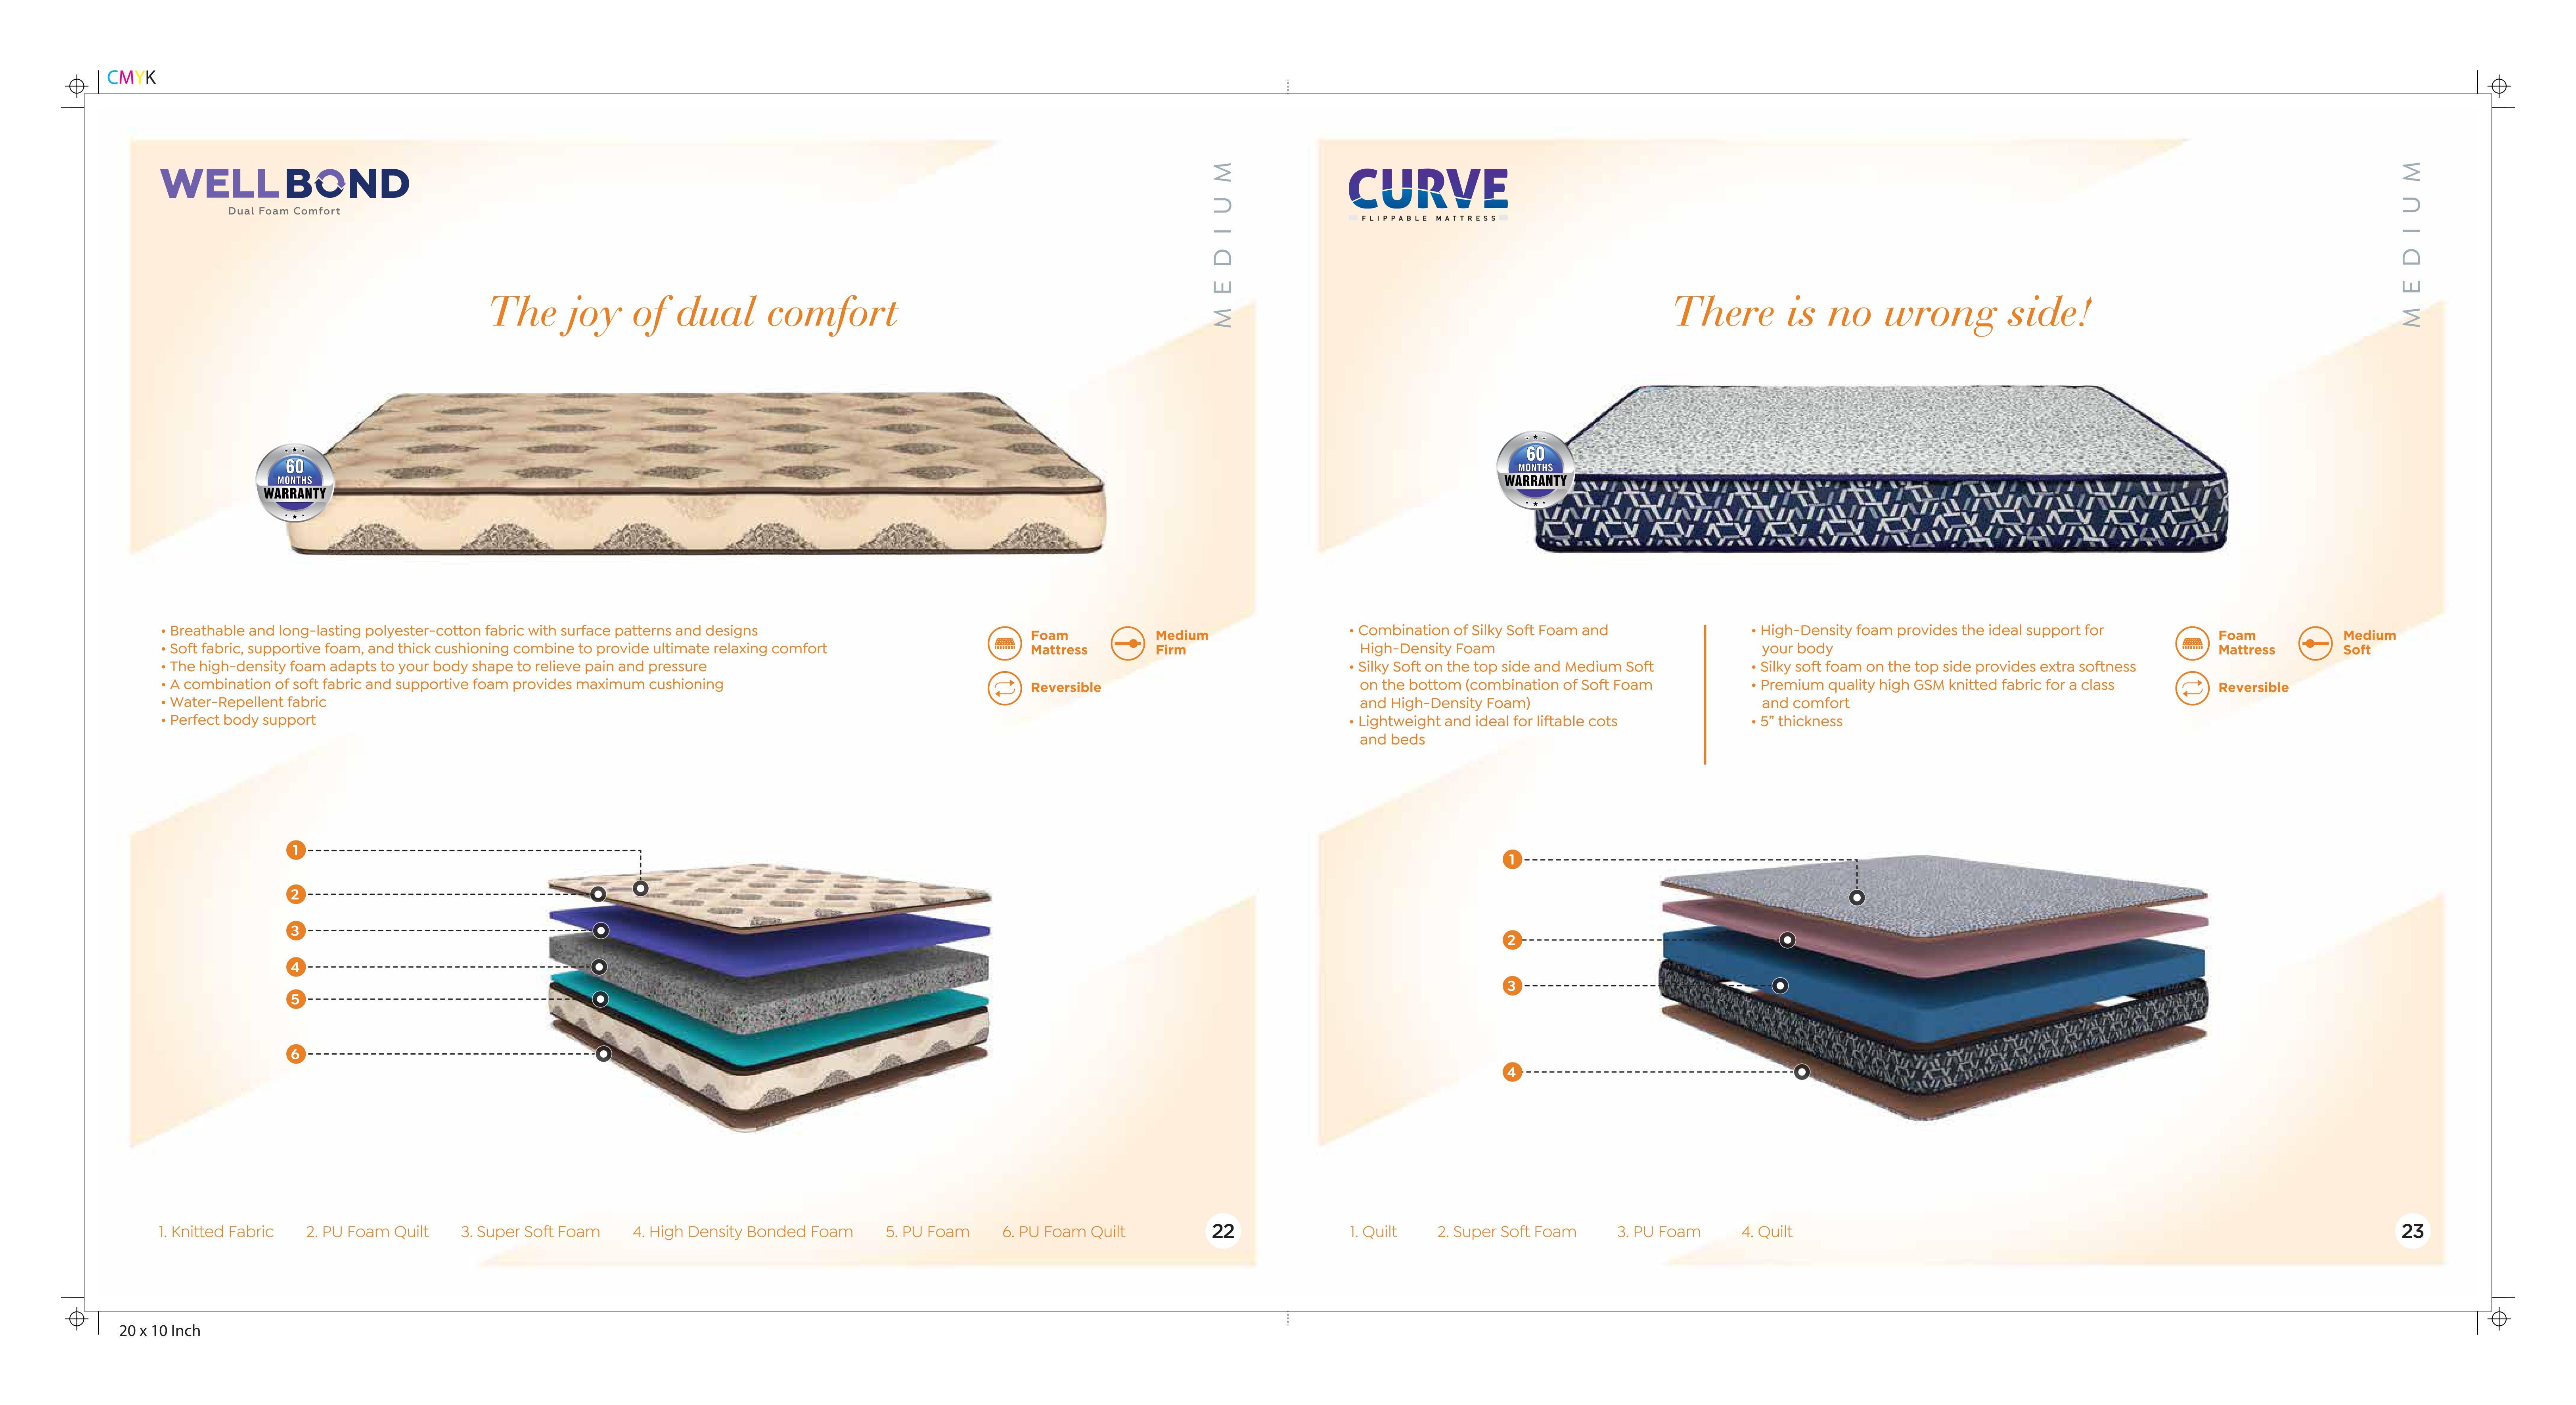 CMYK
WELLBOND
Dual Foam Comfort
MEDIUM
The joy of dual comfort
60
MONTHS
WARRANTY
• Breathable and long-lasting polyester-cotton fabric with surface patterns and designs
• Soft fabric, supportive foam, and thick cushioning combine to provide ultimate relaxing comfort
• The high-density foam adapts to your body shape to relieve pain and pressure
• A combination of soft fabric and supportive foam provides maximum cushioning
• Water-Repellent fabric
• Perfect body support
Foam
Mattress
Medium
Firm
Reversible
1
2
3
4
5
6
1. Knitted Fabric 2. PU Foam Quilt 3. Super Soft Foam 4. High Density Bonded Foam 5. PU Foam 6. PU Foam Quilt
22
CURVE
FLIPPABLE MATTRESS
MEDIUM
There is no wrong side!
60
MONTHS
WARRANTY
• Combination of Silky Soft Foam and
High-Density Foam
• Silky Soft on the top side and Medium Soft
on the bottom (combination of Soft Foam
and High-Density Foam)
• Lightweight and ideal for liftable cots
and beds
• High-Density foam provides the ideal support for
your body
• Silky soft foam on the top side provides extra softness
• Premium quality high GSM knitted fabric for a class
and comfort
• 5” thickness
Foam
Mattress
Medium
Soft
Reversible
1
2
3
4
1. Quilt 2. Super Soft Foam 3. PU Foam 4. Quilt
23
20 x 10 Inch